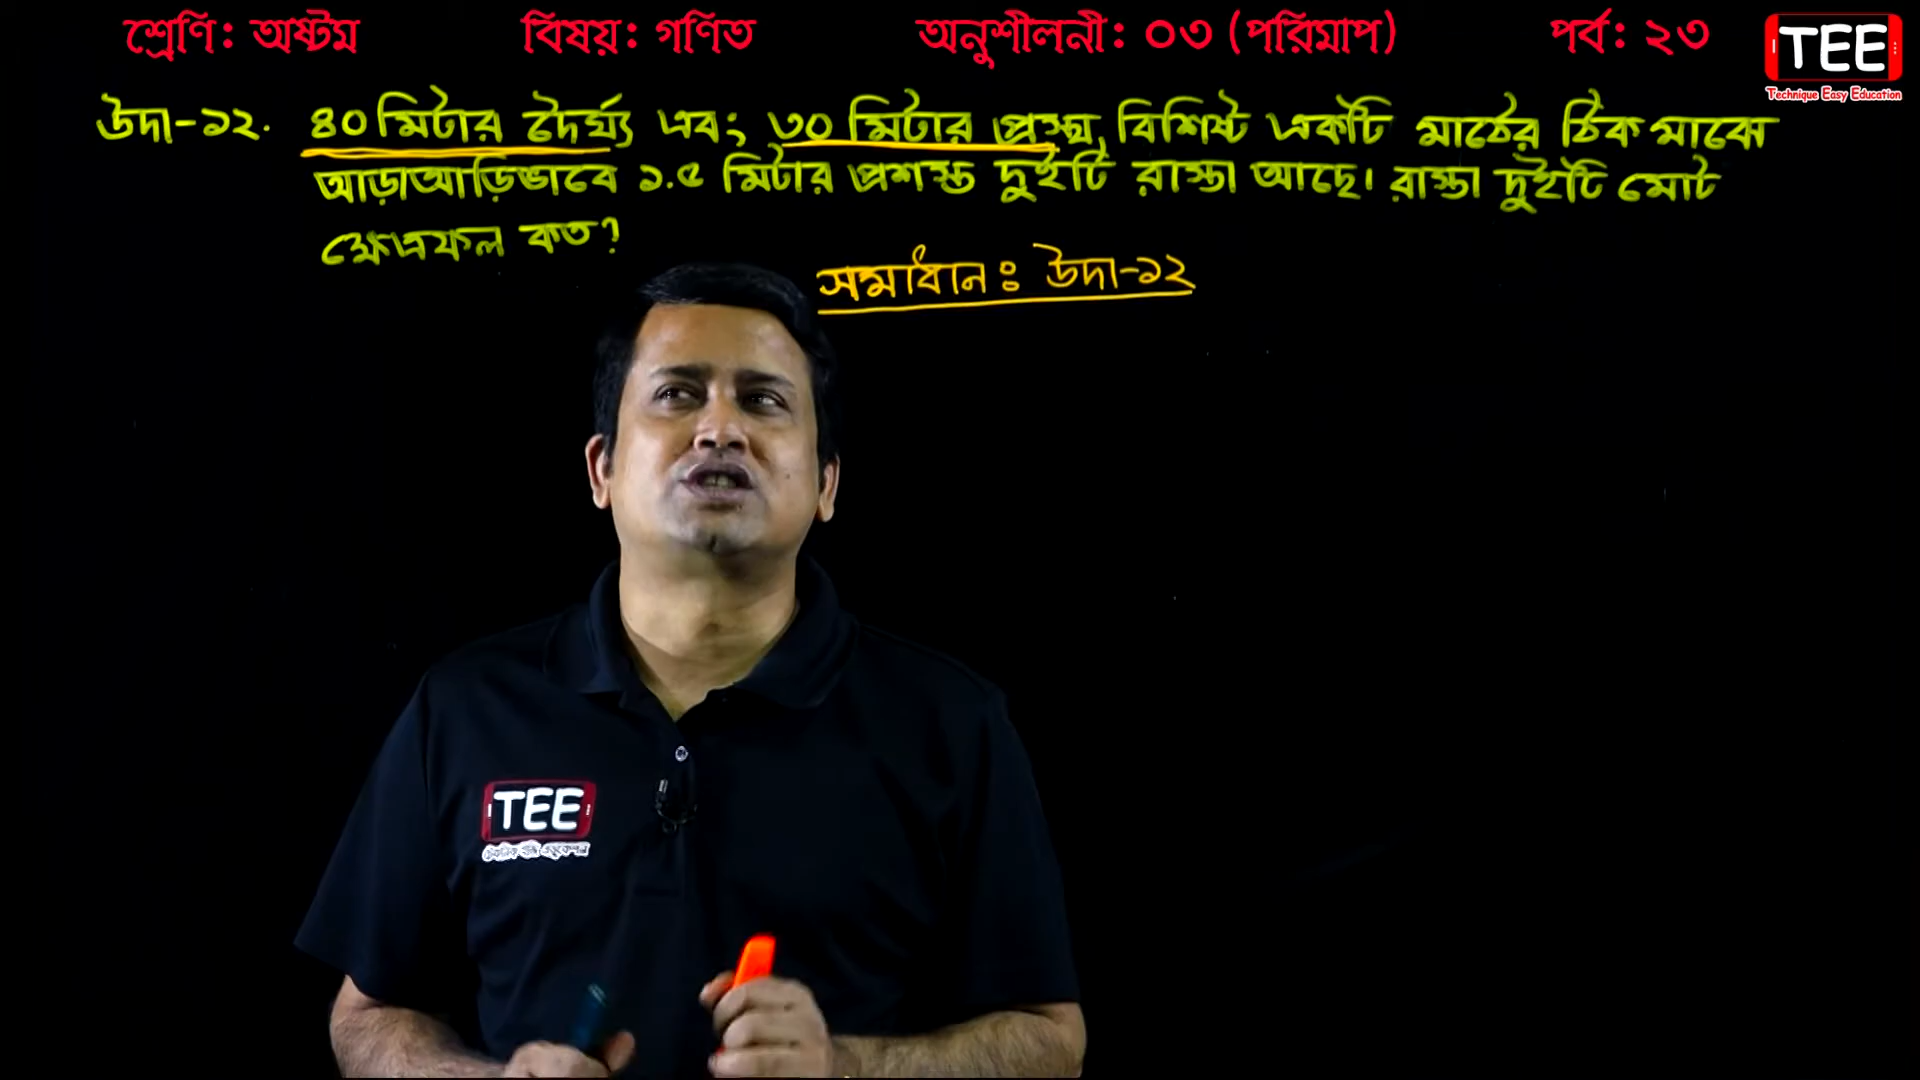 শ্রেণি: অষ্টম বিষয়: গণিত অনুশীলনী: ০৩ (পরিমাপ) পর্ব: ২৩
TEE
Technique Easy Education
উদা-১২. ৪০ মিটার দৈর্ঘ্য এবং ৩০ মিটার প্রস্থ বিশিষ্ট একটি মাঠের ঠিক মাঝে
আড়াআড়িভাবে ১.৫ মিটার প্রশস্ত দুইটি রাস্তা আছে। রাস্তা দুইটি মোট
ক্ষেত্রফল কত?
সমাধান: উদা-১২
TEE